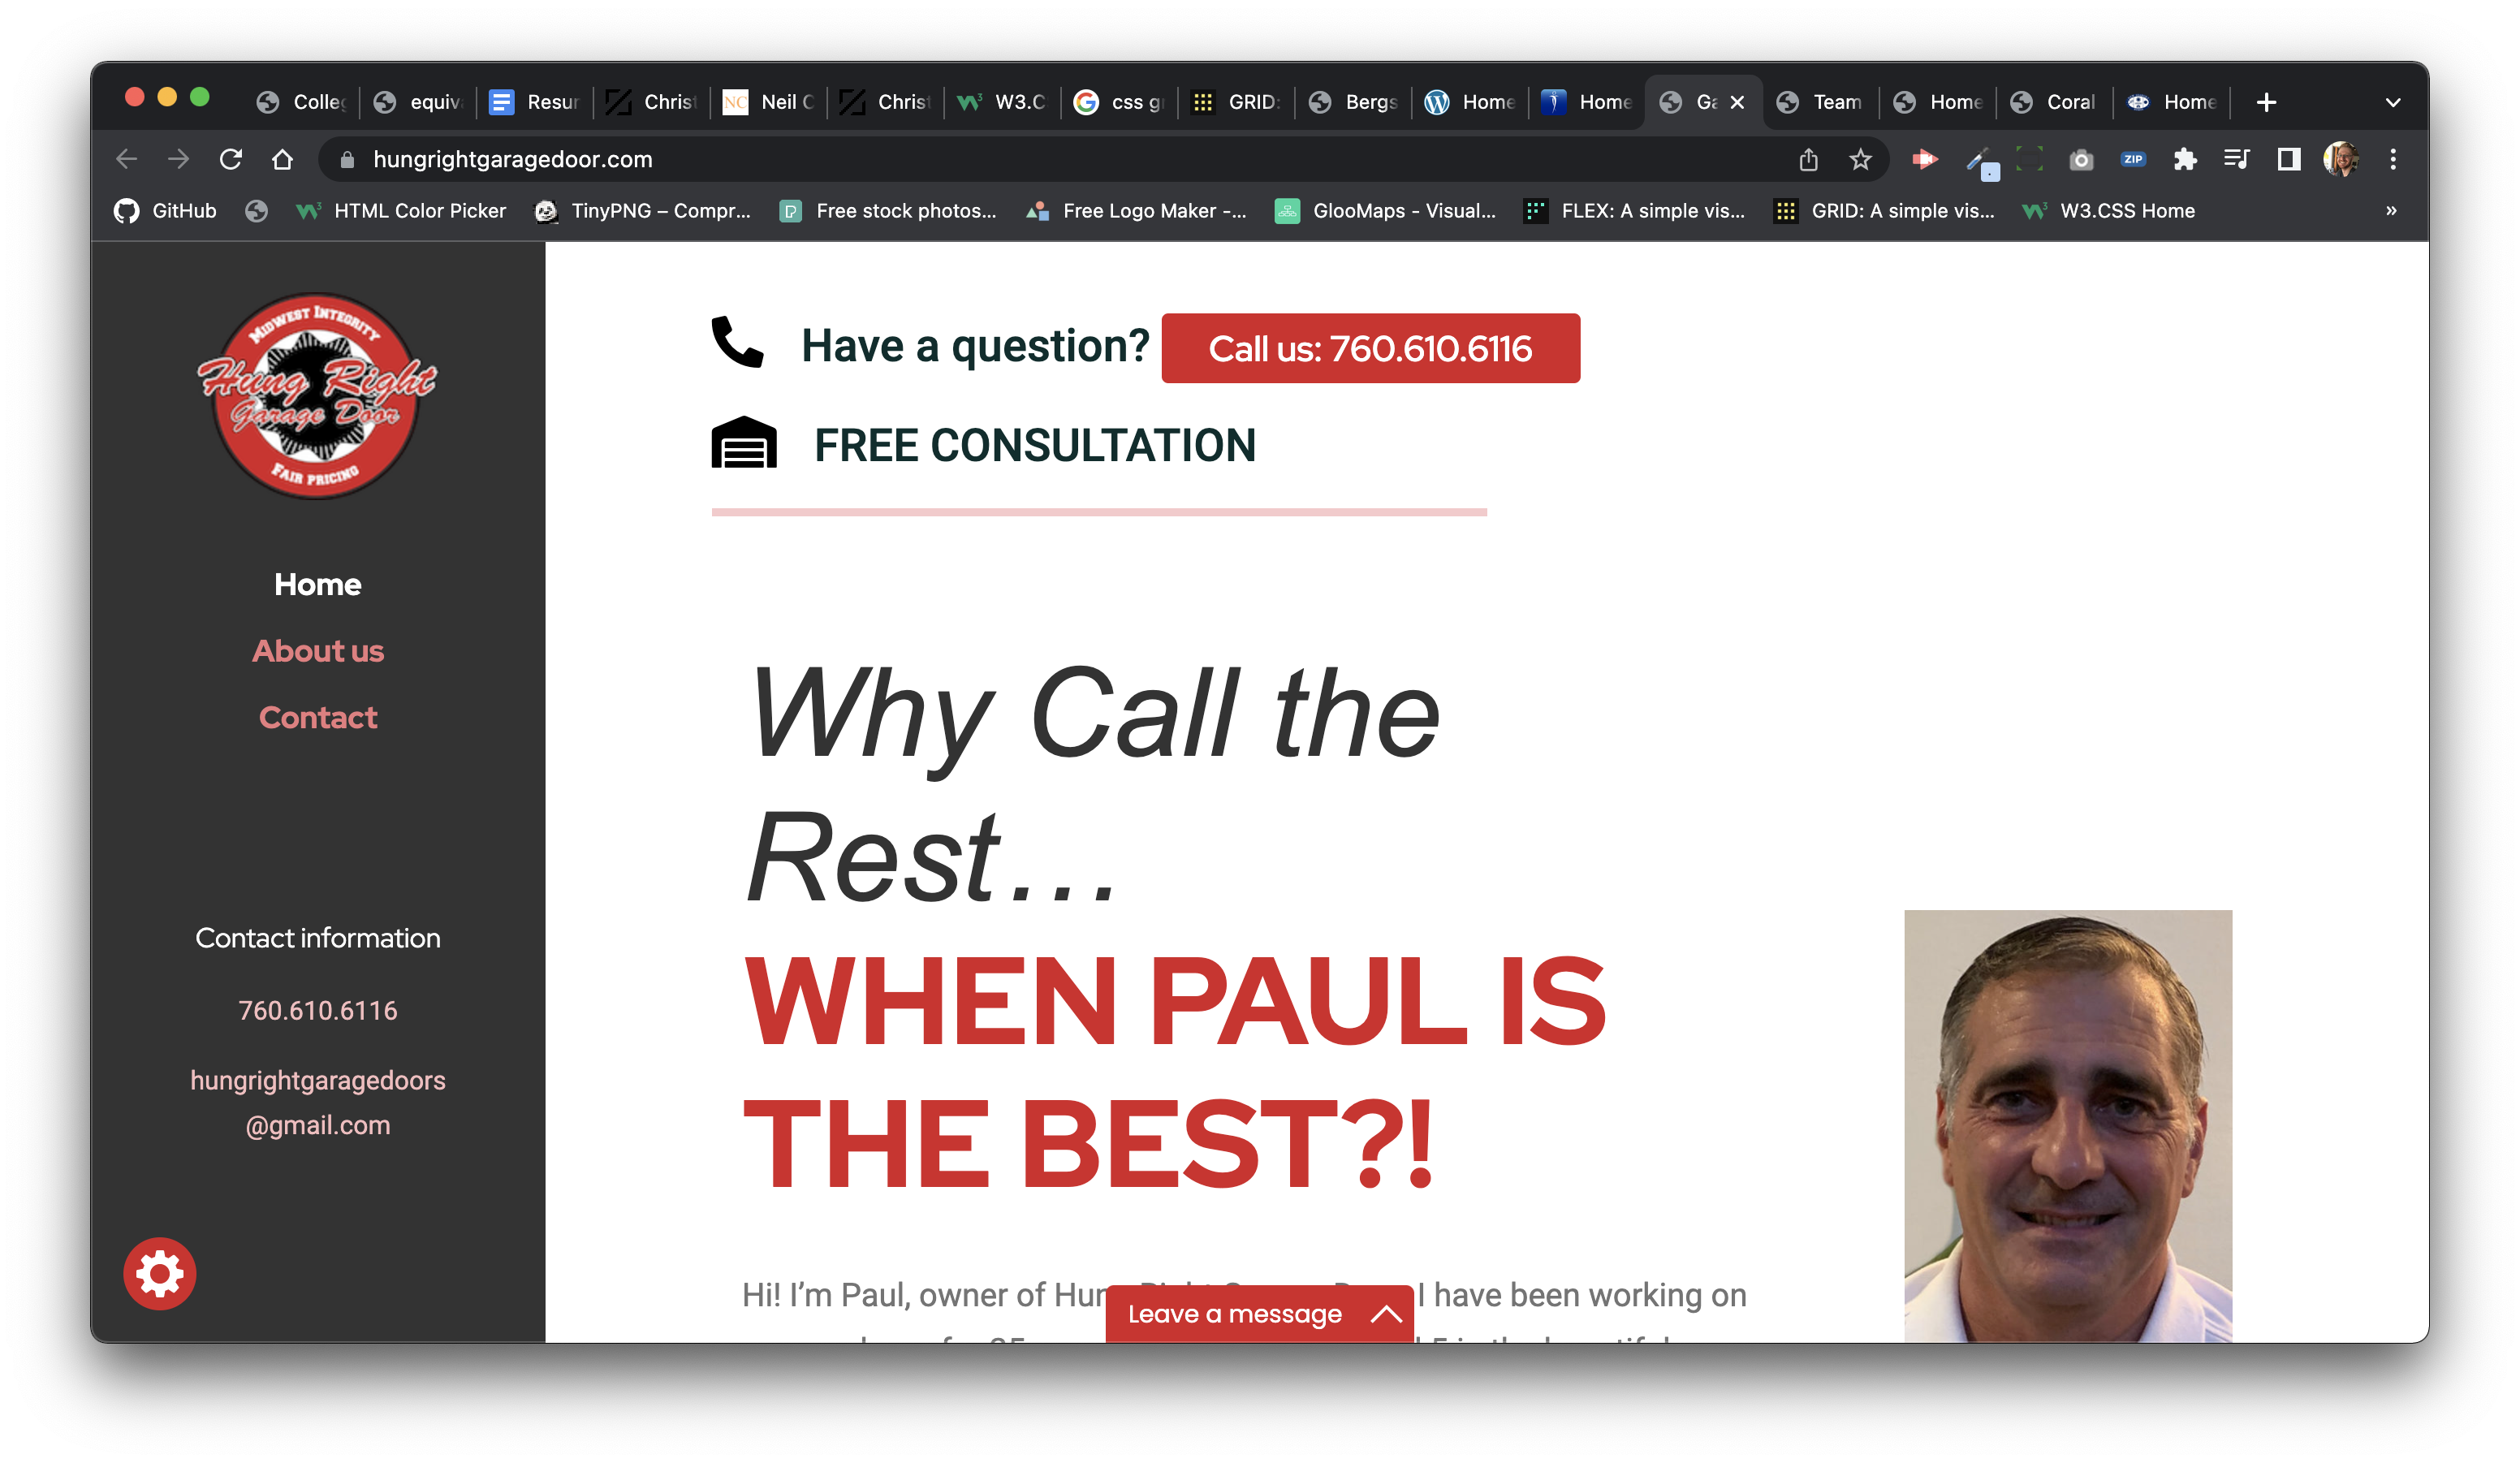 Colleg
equiv
Resur
Christ
NC
Neil C
Christ
W3.C
css gr
GRID:
Bergs
Home
Home
Ga
Team
Home
Coral
Home
hungrightgaragedoor.com
ZIP
GitHub
HTML Color Picker
TinyPNG – Compr...
Free stock photos...
Free Logo Maker -...
GlooMaps - Visual...
FLEX: A simple vis...
GRID: A simple vis...
W3.CSS Home
»
Midwest Integrity
Hung Right
Garage Door
Fair pricing
Home
About us
Contact
Contact information
760.610.6116
hungrightgaragedoors
@gmail.com
Have a question?
Call us: 760.610.6116
FREE CONSULTATION
Why Call the
Rest...
WHEN PAUL IS
THE BEST?!
Hi! I’m Paul, owner of Hun I have been working on
Leave a message